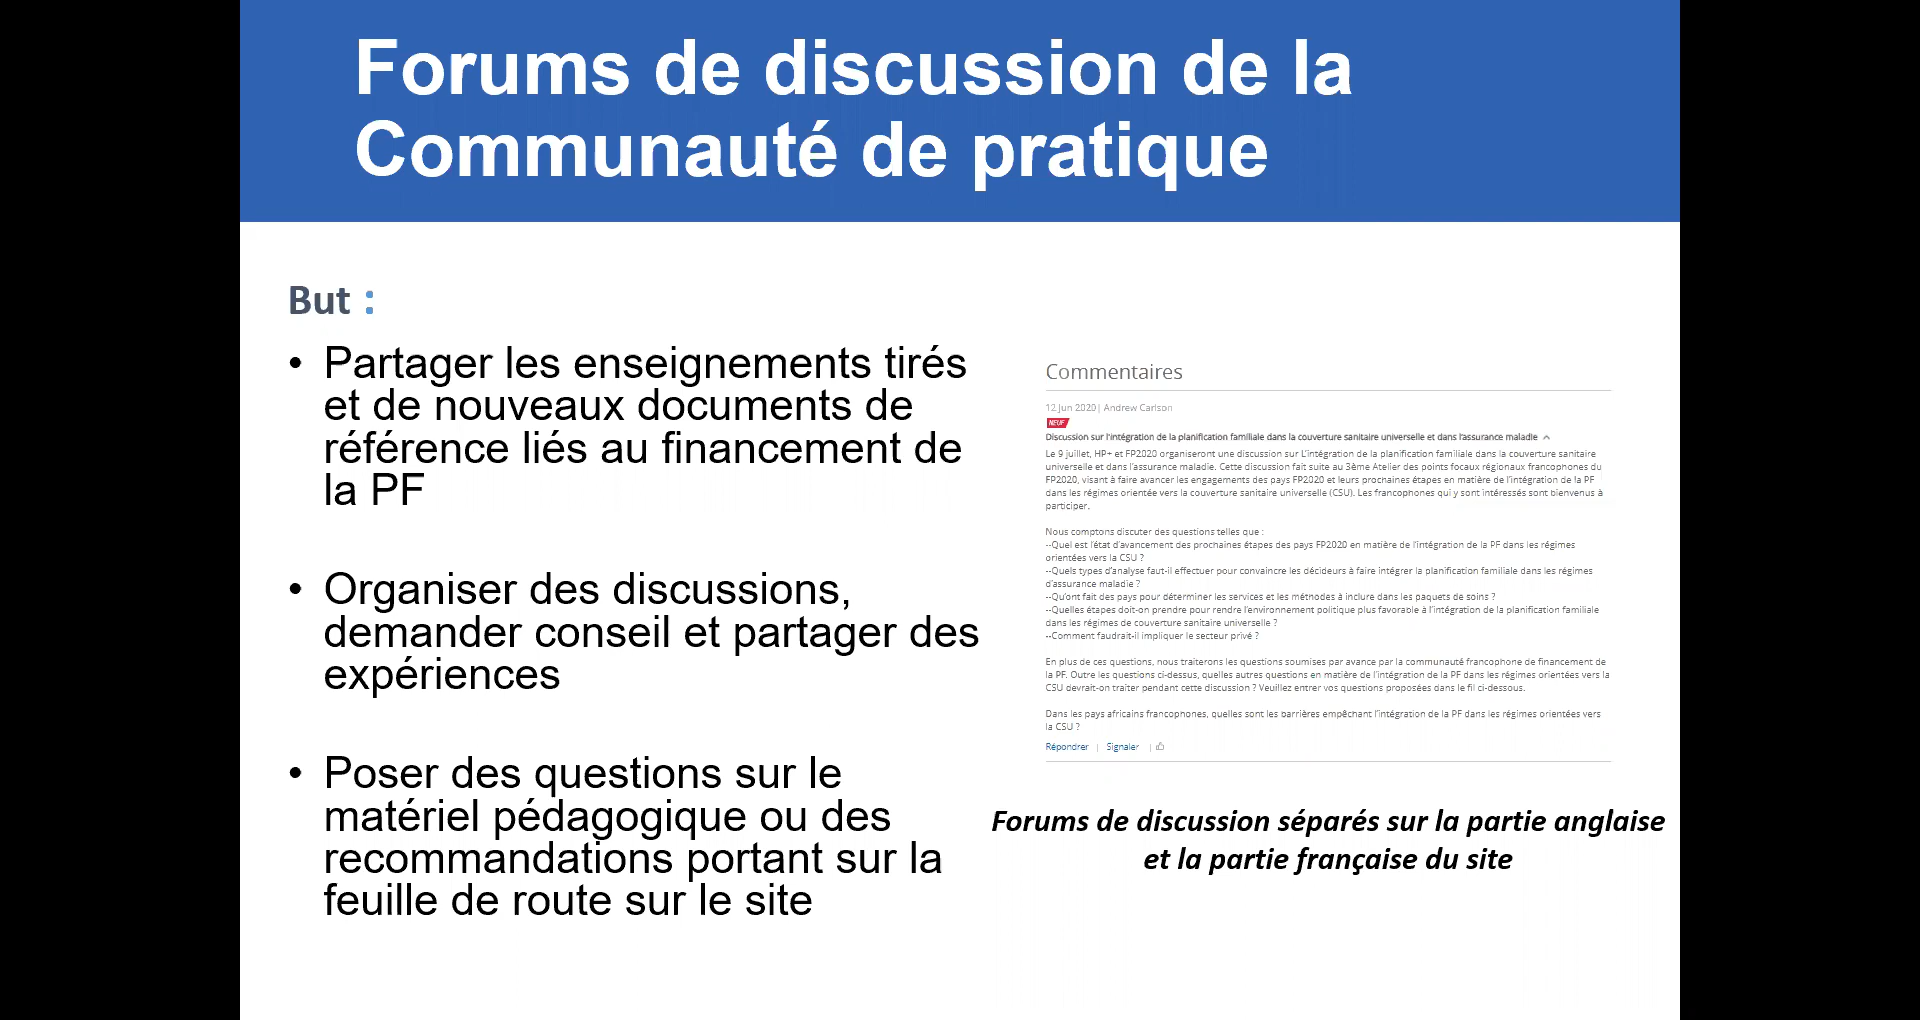 Forums de discussion de la
Communauté de pratique
But :
• Partager les enseignements tirés
et de nouveaux documents de
référence liés au financement de
la PF
• Organiser des discussions,
demander conseil et partager des
expériences
• Poser des questions sur le
matériel pédagogique ou des
recommandations portant sur la
feuille de route sur le site
Commentaires
12 Jun 2020 | Andrew Carlson
NEUF
Discussion sur l'intégration de la planification familiale dans la couverture sanitaire universelle et dans l'assurance maladie
Le 9 juillet, HP+ et FP2020 organiseront une discussion sur L'intégration de la planification familiale dans la couverture sanitaire
universelle et dans l'assurance maladie. Cette discussion fait suite au 3ème Atelier des points focaux régionaux francophones du
FP2020, visant à faire avancer les engagements des pays FP2020 et leurs prochaines étapes en matière de l'intégration de la PF
dans les régimes orientée vers la couverture sanitaire universelle (CSU). Les francophones qui y sont intéressés sont bienvenus à
participer.
Nous comptons discuter des questions telles que :
--Quel est l'état d'avancement des prochaines étapes des pays FP2020 en matière de l'intégration de la PF dans les régimes
orientées vers la CSU ?
--Quels types d'analyse faut-il effectuer pour convaincre les décideurs à faire intégrer la planification familiale dans les régimes
d'assurance maladie ?
--Qu'ont fait des pays pour déterminer les services et les méthodes à inclure dans les paquets de soins ?
--Quelles étapes doit-on prendre pour rendre l'environnement politique plus favorable à l'intégration de la planification familiale
dans les régimes de couverture sanitaire universelle ?
--Comment faudrait-il impliquer le secteur privé ?
En plus de ces questions, nous traiterons les questions soumises par avance par la communauté francophone de financement de
la PF. Outre les questions ci-dessus, quelles autres questions en matière de l'intégration de la PF dans les régimes orientées vers la
CSU devrait-on traiter pendant cette discussion ? Veuillez entrer vos questions proposées dans le fil ci-dessous.
Dans les pays africains francophones, quelles sont les barrières empêchant l'intégration de la PF dans les régimes orientées vers
la CSU ?
Répondrer | Signaler |
Forums de discussion séparés sur la partie anglaise
et la partie française du site